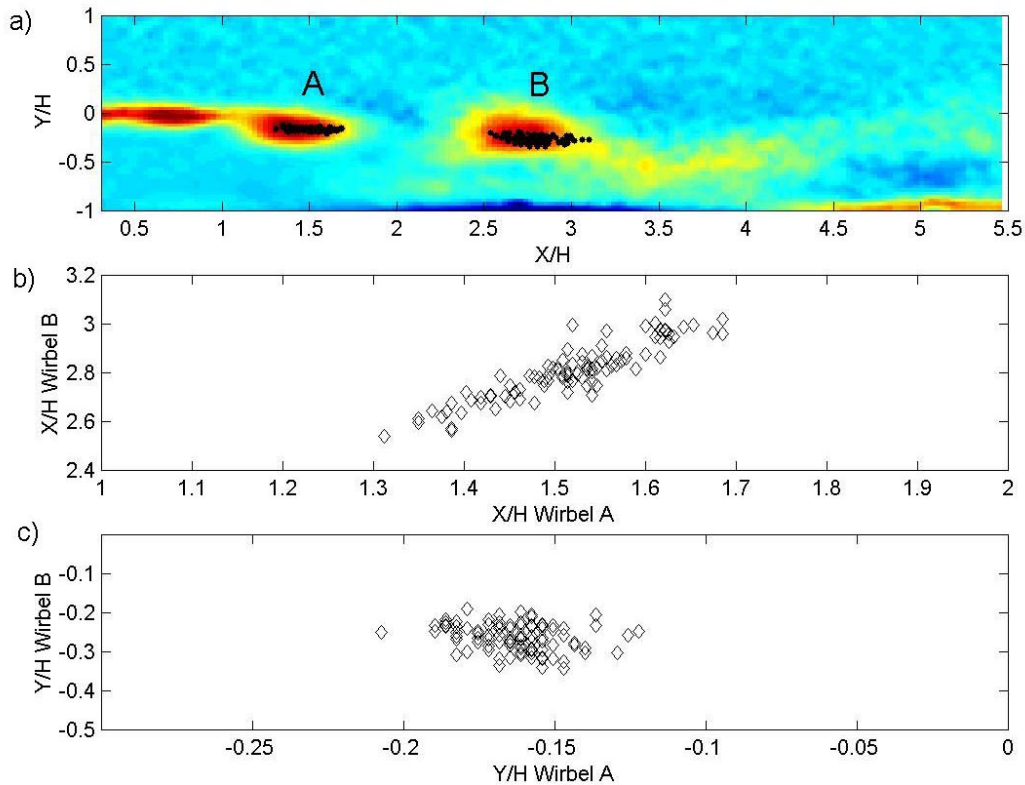 a)
A
B
Y/H
1
0.5
0
-0.5
-1
0.5 1 1.5 2 2.5 3 3.5 4 4.5 5 5.5
X/H
b)
X/H Wirbel B
3.2
3
2.8
2.6
2.4
1 1.1 1.2 1.3 1.4 1.5 1.6 1.7 1.8 1.9 2
X/H Wirbel A
c)
Y/H Wirbel B
-0.1
-0.2
-0.3
-0.4
-0.5
-0.25 -0.2 -0.15 -0.1 -0.05 0
Y/H Wirbel A